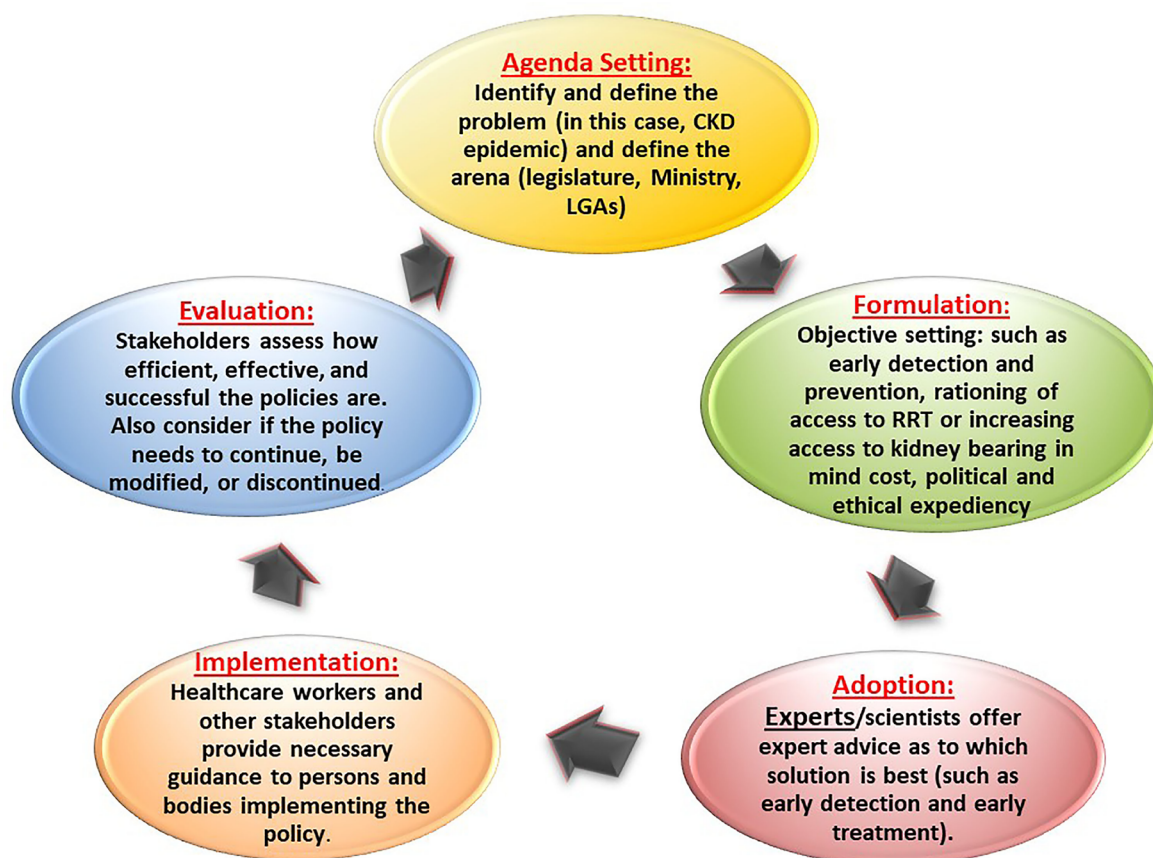 Agenda Setting:
Identify and define the
problem (in this case, CKD
epidemic) and define the
arena (legislature, Ministry,
LGAs)
Formulation:
Objective setting: such as
early detection and
prevention, rationing of
access to RRT or increasing
access to kidney bearing in
mind cost, political and
ethical expediency
Adoption:
Experts/scientists offer
expert advice as to which
solution is best (such as
early detection and early
treatment).
Implementation:
Healthcare workers and
other stakeholders
provide necessary
guidance to persons and
bodies implementing the
policy.
Evaluation:
Stakeholders assess how
efficient, effective, and
successful the policies are.
Also consider if the policy
needs to continue, be
modified, or discontinued.